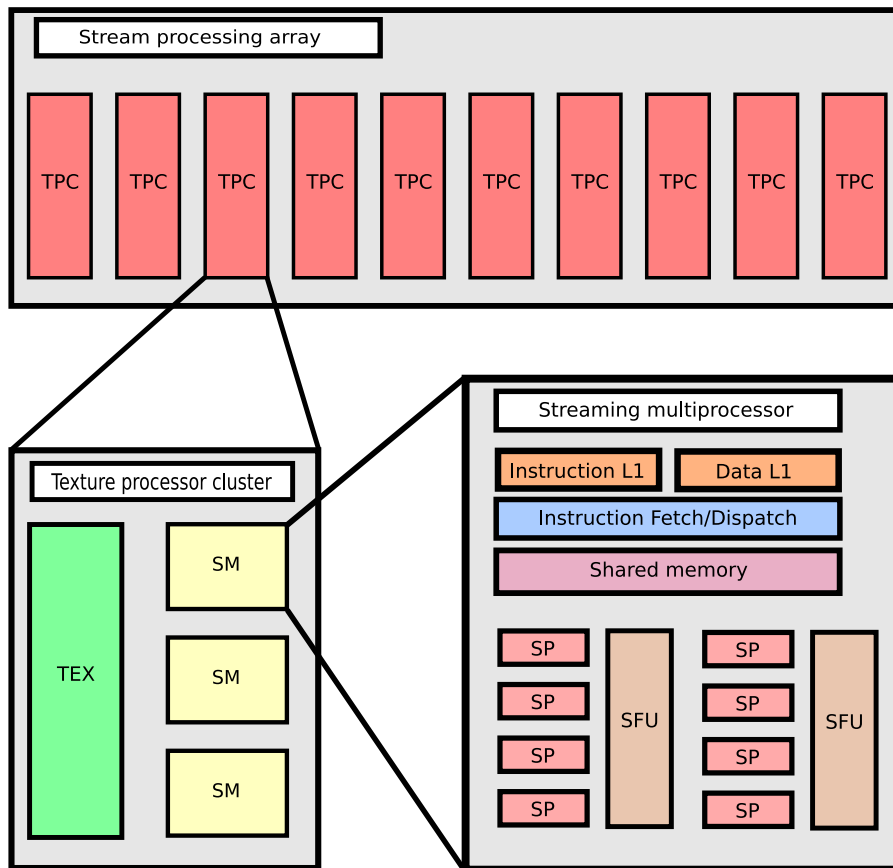 Stream processing array
TPC TPC TPC TPC TPC TPC TPC TPC TPC TPC
Texture processor cluster
TEX
SM
SM
SM
Streaming multiprocessor
Instruction L1 Data L1
Instruction Fetch/Dispatch
Shared memory
SP
SP
SP
SP
SFU
SP
SP
SP
SP
SFU